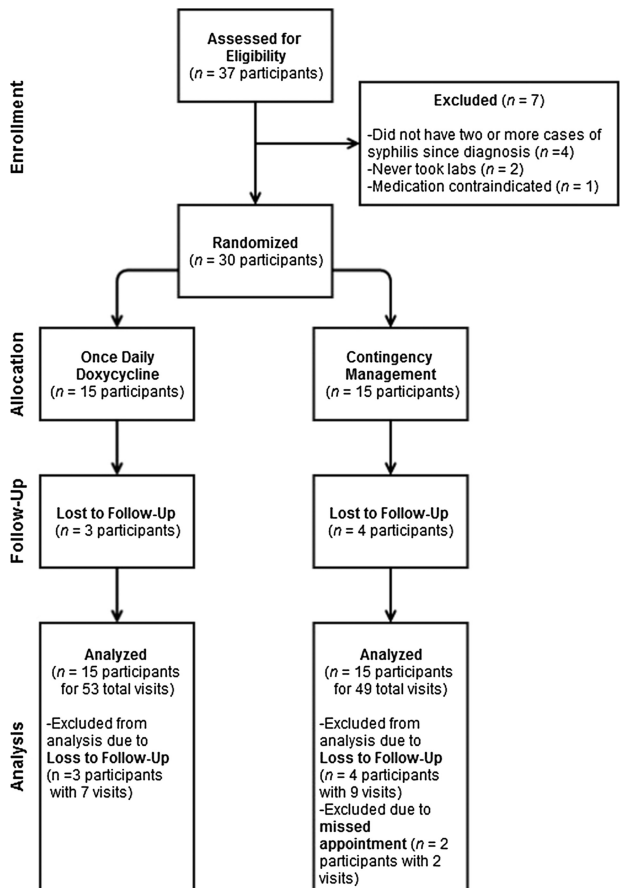 Enrollment
Assessed for
Eligibility
(n = 37 participants)
Excluded (n = 7)
-Did not have two or more cases of
syphilis since diagnosis (n =4)
-Never took labs (n = 2)
-Medication contraindicated (n = 1)
Randomized
(n = 30 participants)
Allocation
Once Daily
Doxycycline
(n = 15 participants)
Contingency
Management
(n = 15 participants)
Follow-Up
Lost to Follow-Up
(n = 3 participants)
Lost to Follow-Up
(n = 4 participants)
Analysis
Analyzed
(n = 15 participants
for 53 total visits)
-Excluded from
analysis due to
Loss to Follow-Up
(n =3 participants
with 7 visits)
Analyzed
(n = 15 participants
for 49 total visits)
-Excluded from
analysis due to
Loss to Follow-Up
(n = 4 participants
with 9 visits)
-Excluded due to
missed
appointment (n = 2
participants with 2
visits)